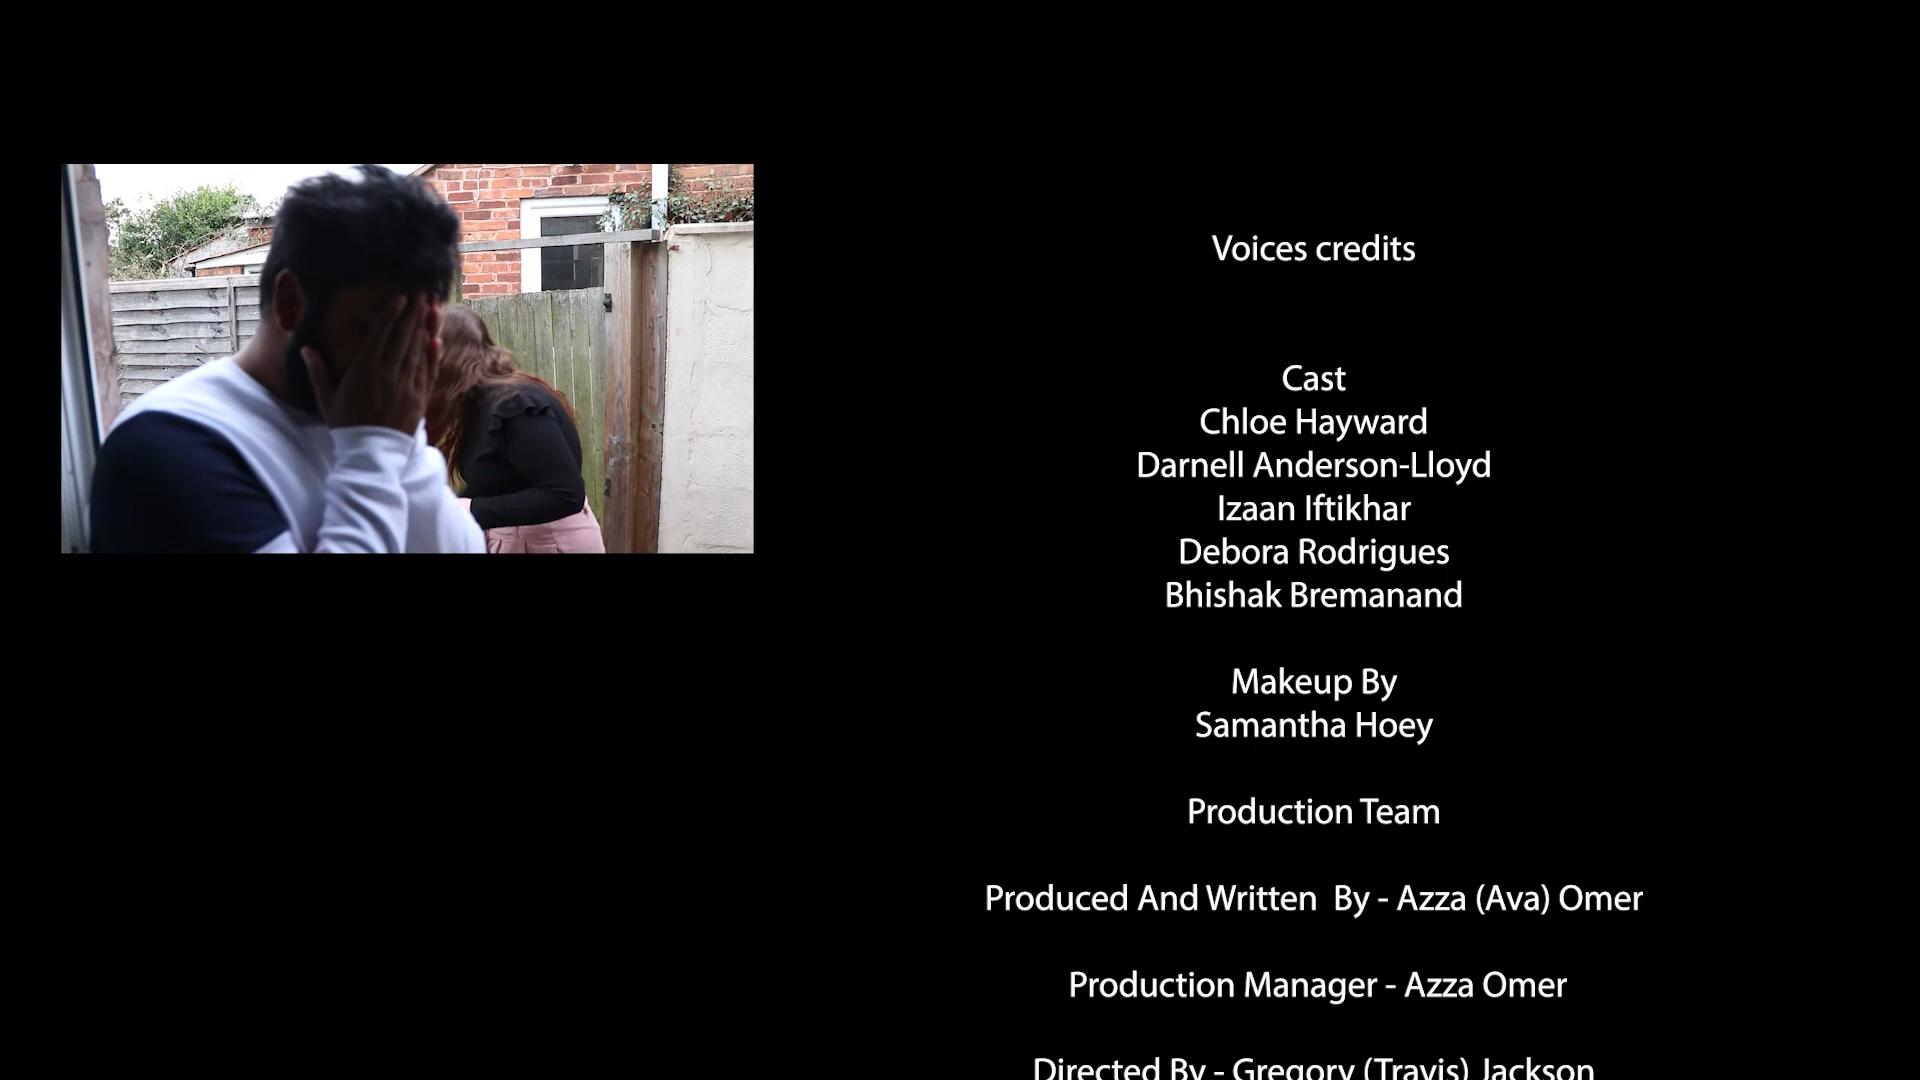 Voices credits
Cast
Chloe Hayward
Darnell Anderson-Lloyd
Izaan Iftikhar
Debora Rodrigues
Bhishak Bremanand
Makeup By
Samantha Hoey
Production Team
Produced And Written  By - Azza (Ava) Omer
Production Manager - Azza Omer
Directed By - Gregory (Travis) Jackson